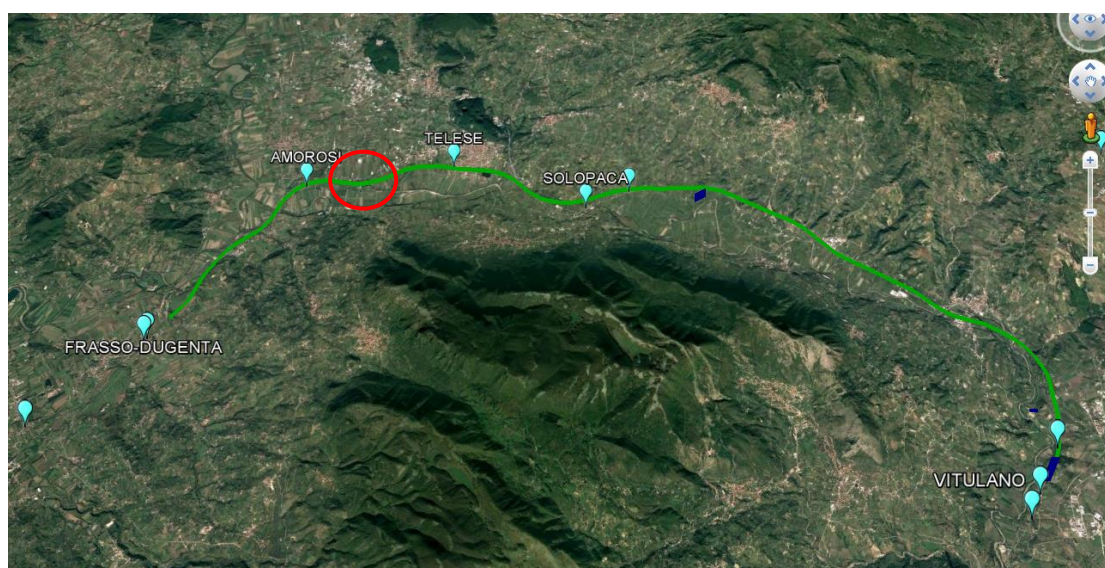 TELESE
AMOROSI
SOLOPACA
FRASSO-DUGENTA
VITULANO